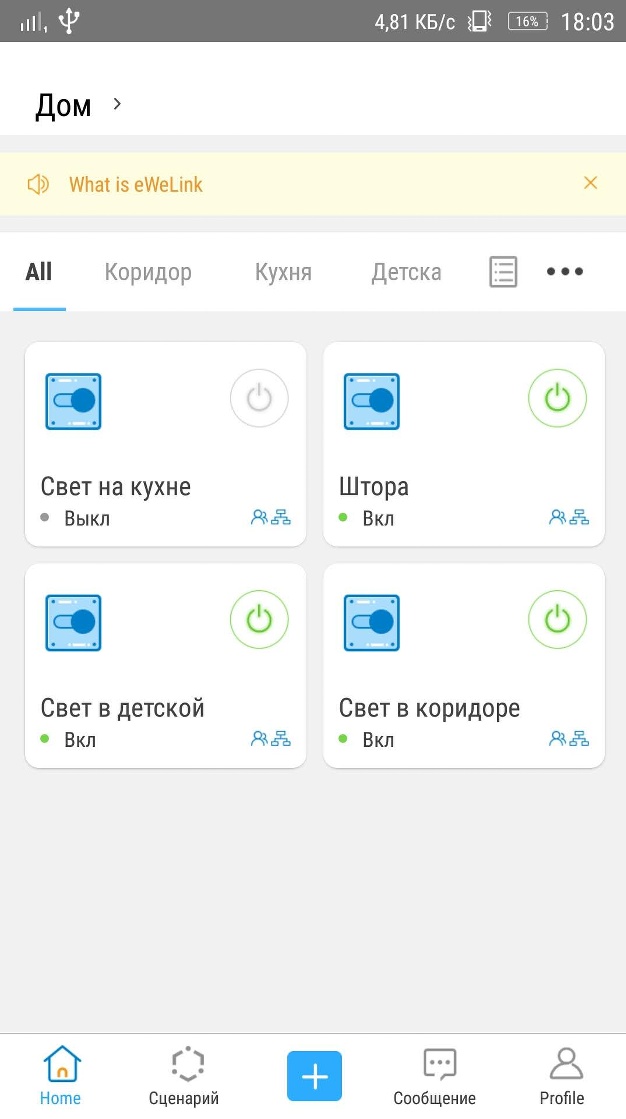 4,81 КБ/с 16% 18:03
Дом
What is eWeLink
All Коридор Кухня Детска
Свет на кухне
Выкл
Штора
Вкл
Свет в детской
Вкл
Свет в коридоре
Вкл
Home Сценарий Сообщение Profile